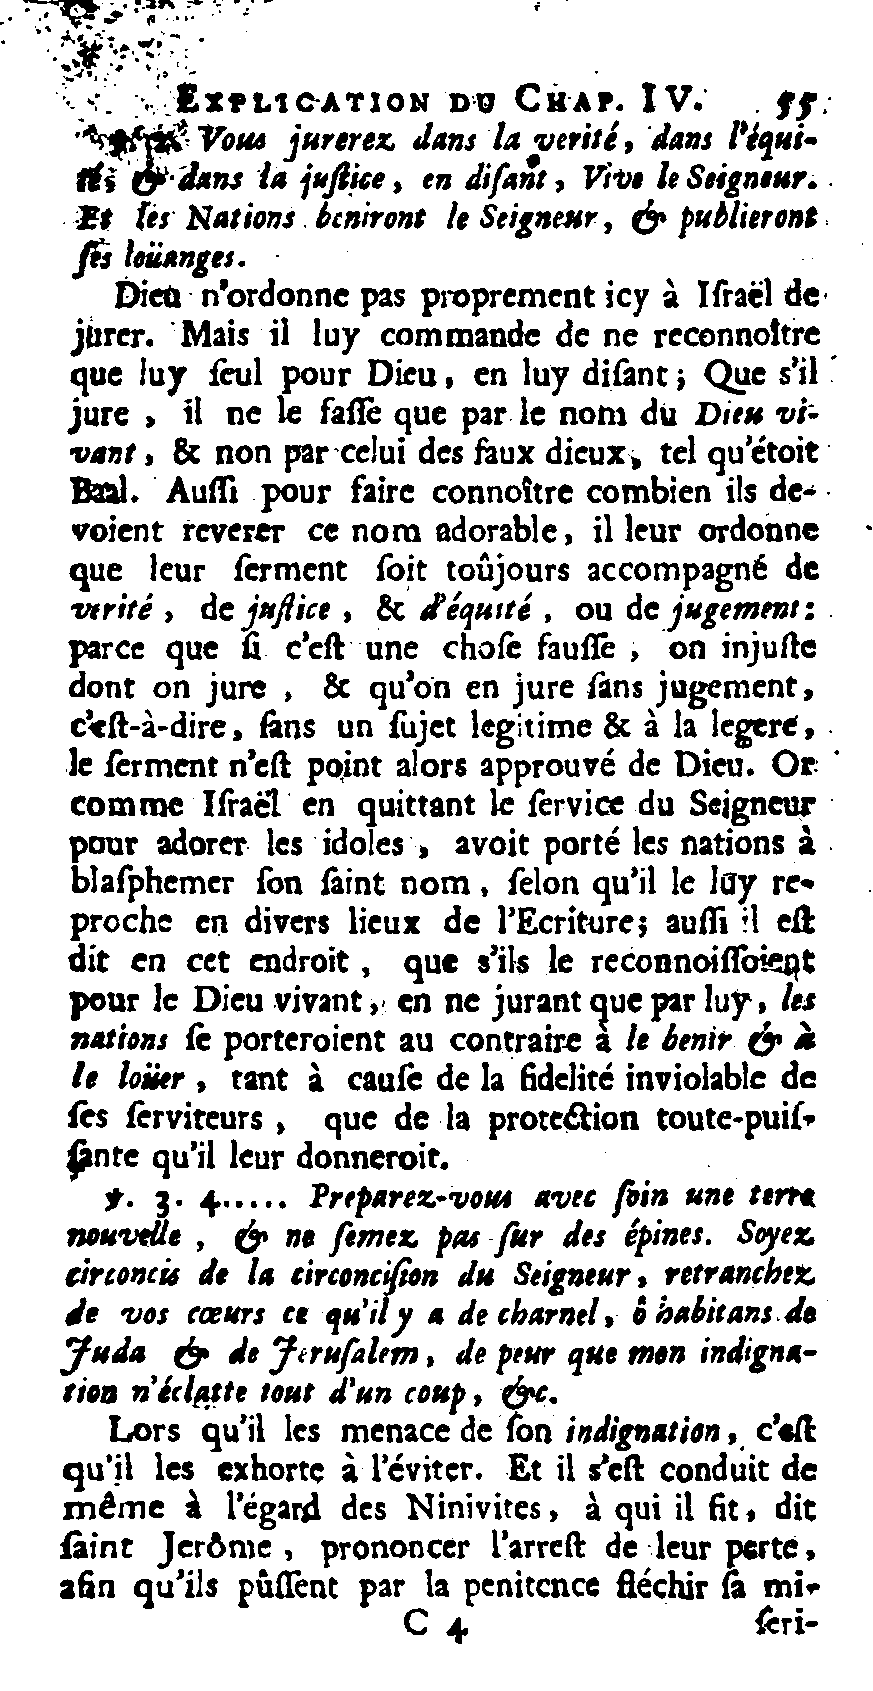 EXPLICATION DU CHAP. IV. 55
Vous jurerez dans la verité, dans l'équi-
té, & dans la juſtice, en diſant, Vive le Seigneur.
Et les Nations beniront le Seigneur, & publieront
ſes loüanges.
Dieu n'ordonne pas proprement icy à Iſraël de
jurer. Mais il luy commande de ne reconnoître
que luy ſeul pour Dieu, en luy diſant; Que s'il
jure, il ne le faſſe que par le nom du Dieu vi-
vant, & non par celui des faux dieux, tel qu'étoit
Baal. Auſſi pour faire connoître combien ils de-
voient reverer ce nom adorable, il leur ordonne
que leur ſerment ſoit toûjours accompagné de
verité, de juſtice, & d'équité, ou de jugement:
parce que ſi c'eſt une choſe fauſſe, on injuſte
dont on jure, & qu'on en jure ſans jugement,
c'eſt-à-dire, ſans un ſujet legitime & à la legere,
le ſerment n'eſt point alors approuvé de Dieu. Or
comme Iſraël en quittant le ſervice du Seigneur
pour adorer les idoles, avoit porté les nations à
blaſphemer ſon ſaint nom, ſelon qu'il le luy re-
proche en divers lieux de l'Ecriture; auſſi il eſt
dit en cet endroit, que s'ils le reconnoiſſoient
pour le Dieu vivant, en ne jurant que par luy, les
nations ſe porteroient au contraire à le benir & à
le loüer, tant à cauſe de la fidelité inviolable de
ſes ſerviteurs, que de la protection toute-puiſ-
ſante qu'il leur donneroit.
℣. 3. 4..... Preparez-vous avec ſoin une terre
nouvelle, & ne ſemez pas ſur des épines. Soyez
circoncis de la circonciſion du Seigneur, retranchez
de vos cœurs ce qu'il y a de charnel, ô habitans de
Juda & de Jeruſalem, de peur que mon indigna-
tion n'éclatte tout d'un coup, &c.
Lors qu'il les menace de ſon indignation, c'eſt
qu'il les exhorte à l'éviter. Et il s'eſt conduit de
même à l'égard des Ninivites, à qui il fit, dit
ſaint Jerôme, prononcer l'arreſt de leur perte,
afin qu'ils pûſſent par la penitence fléchir ſa mi-
C 4 ſeri-